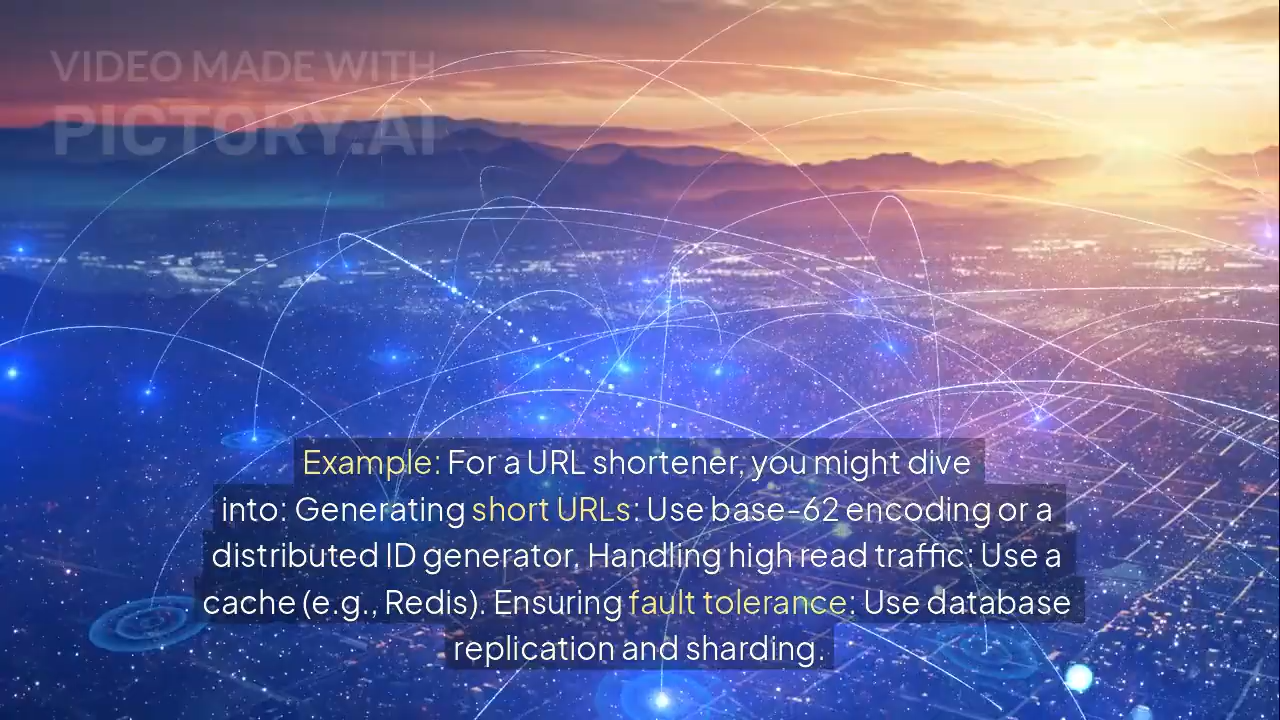 VIDEO MADE WITH
PICTORY.AI
Example: For a URL shortener, you might dive
into: Generating short URLs: Use base-62 encoding or a
distributed ID generator. Handling high read traffic: Use a
cache (e.g., Redis). Ensuring fault tolerance: Use database
replication and sharding.